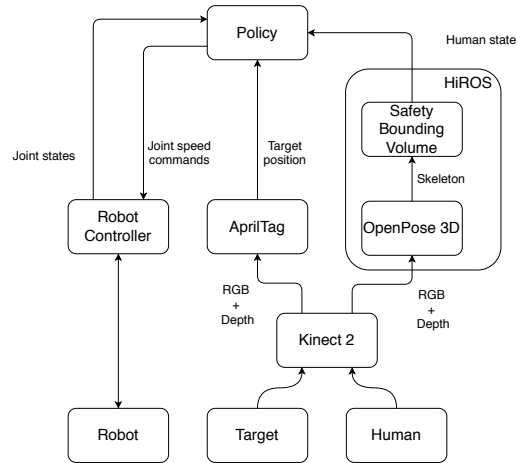 Policy
Human state
HiROS
Safety
Bounding
Volume
Joint states
Joint speed
commands
Target
position
Skeleton
Robot
Controller
AprilTag
OpenPose 3D
RGB
+
Depth
RGB
+
Depth
Kinect 2
Robot
Target
Human